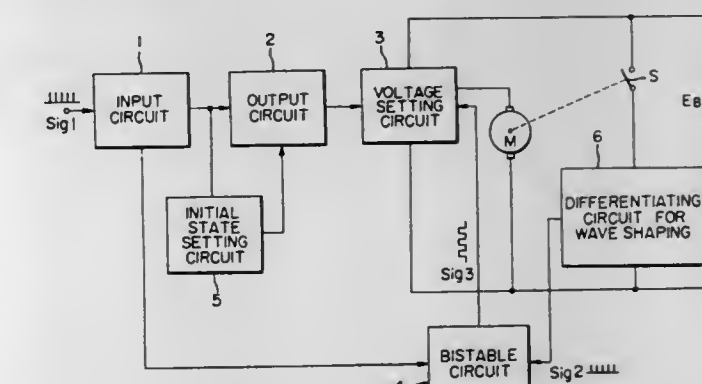 1
2
3
Sig1
INPUT
CIRCUIT
OUTPUT
CIRCUIT
VOLTAGE
SETTING
CIRCUIT
M
S
EB
6
DIFFERENTIATING
CIRCUIT FOR
WAVE SHAPING
INITIAL
STATE
SETTING
CIRCUIT
5
Sig3
BISTABLE
CIRCUIT
Sig2